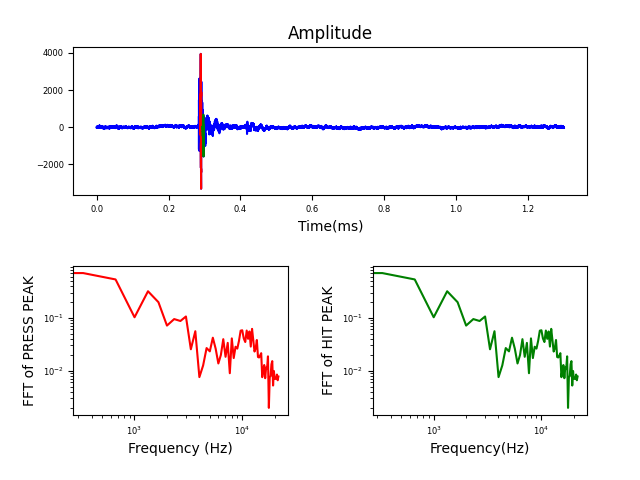 Amplitude
4000
2000
0
−2000
0.0 0.2 0.4 0.6 0.8 1.0 1.2
Time(ms)
FFT of PRESS PEAK
10⁻¹
10⁻²
10³ 10⁴
Frequency (Hz)
FFT of HIT PEAK
10⁻¹
10⁻²
10³ 10⁴
Frequency(Hz)